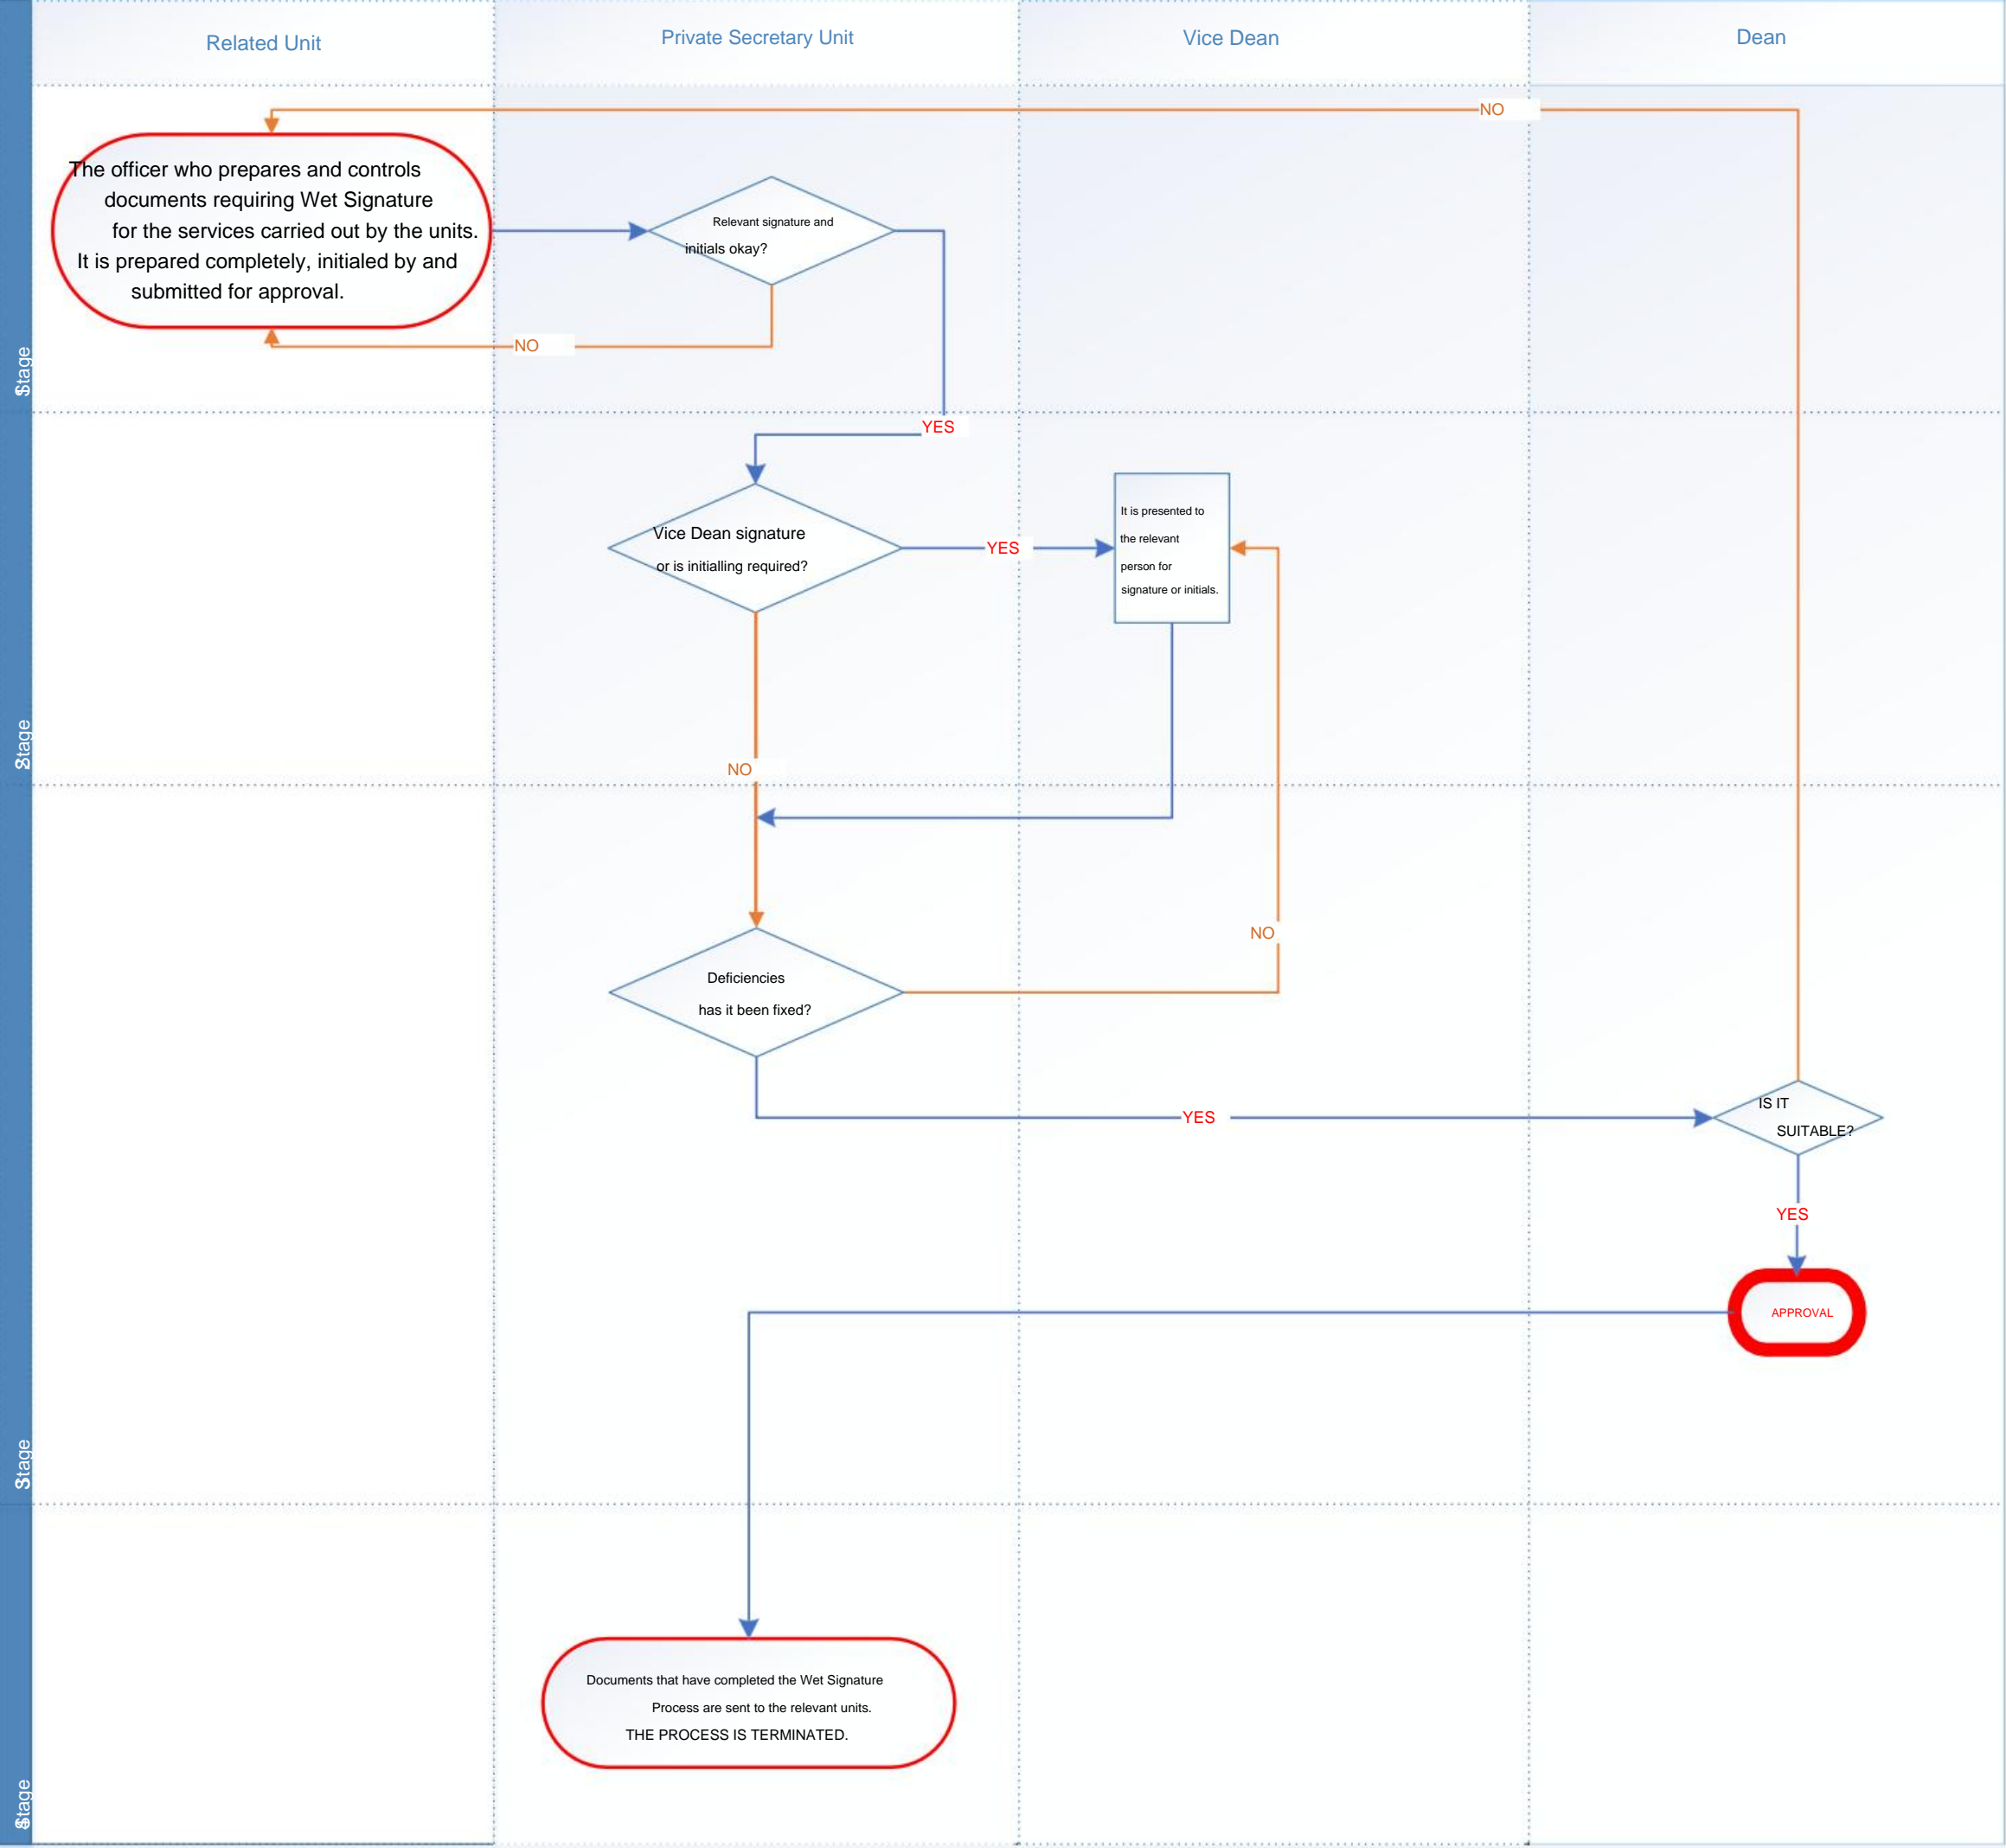 Related Unit
Private Secretary Unit
Vice Dean
Dean
NO
The officer who prepares and controls
documents requiring Wet Signature
for the services carried out by the units.
It is prepared completely, initialed by and
submitted for approval.
Relevant signature and
initials okay?
NO
Stage
YES
Vice Dean signature
or is initialling required?
YES
It is presented to
the relevant
person for
signature or initials.
NO
Stage
NO
Deficiencies
has it been fixed?
YES
IS IT
SUITABLE?
YES
APPROVAL
Stage
Documents that have completed the Wet Signature
Process are sent to the relevant units.
THE PROCESS IS TERMINATED.
Stage